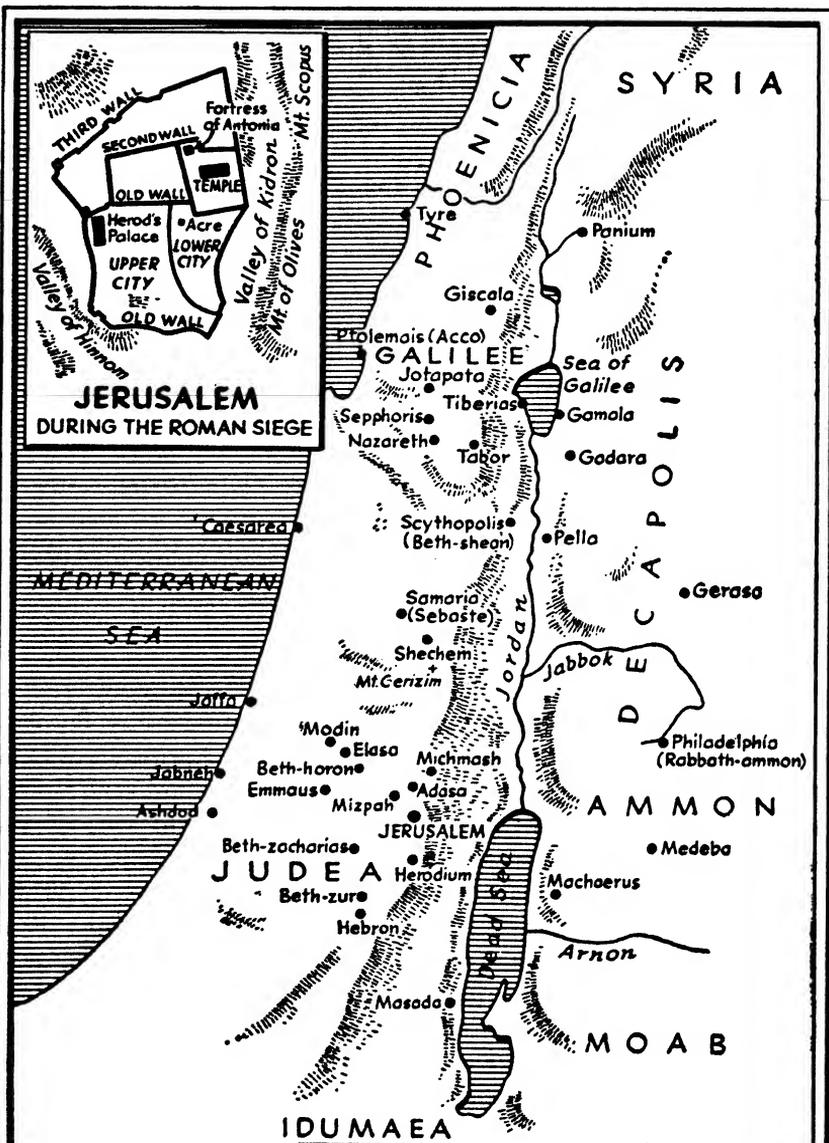 THIRD WALL
SECOND WALL
Fortress
of Antonia
Mt. Scopus
TEMPLE
OLD WALL
Herod's
Palace
Acre
LOWER
CITY
UPPER
CITY
Valley of Kidron
Mt. of Olives
OLD WALL
Valley of Hinnom
JERUSALEM
DURING THE ROMAN SIEGE
SYRIA
PHOENICIA
Tyre
Panium
Giscala
Ptolemais (Acco)
GALILEE
Jotapata
Sea of
Galilee
Tiberias
Gamala
Sepphoris
Nazareth
Tabor
Gadara
DECAPOLIS
Caesarea
Scythopolis
(Beth-shean)
Pella
MEDITERRANEAN
SEA
Samaria
(Sebaste)
Gerasa
Jordan
Shechem
Mt. Gerizim
Jabbok
Jaffa
Modin
Elasa
Philadelphia
(Rabbath-ammon)
Jabneh
Beth-horon
Michmash
Emmaus
Mizpah
Adasa
Ashdod
JERUSALEM
AMMON
Beth-zacharias
Medeba
JUDEA
Herodium
Dead Sea
Machaerus
Beth-zur
Hebron
Arnon
Masada
MOAB
IDUMAEA